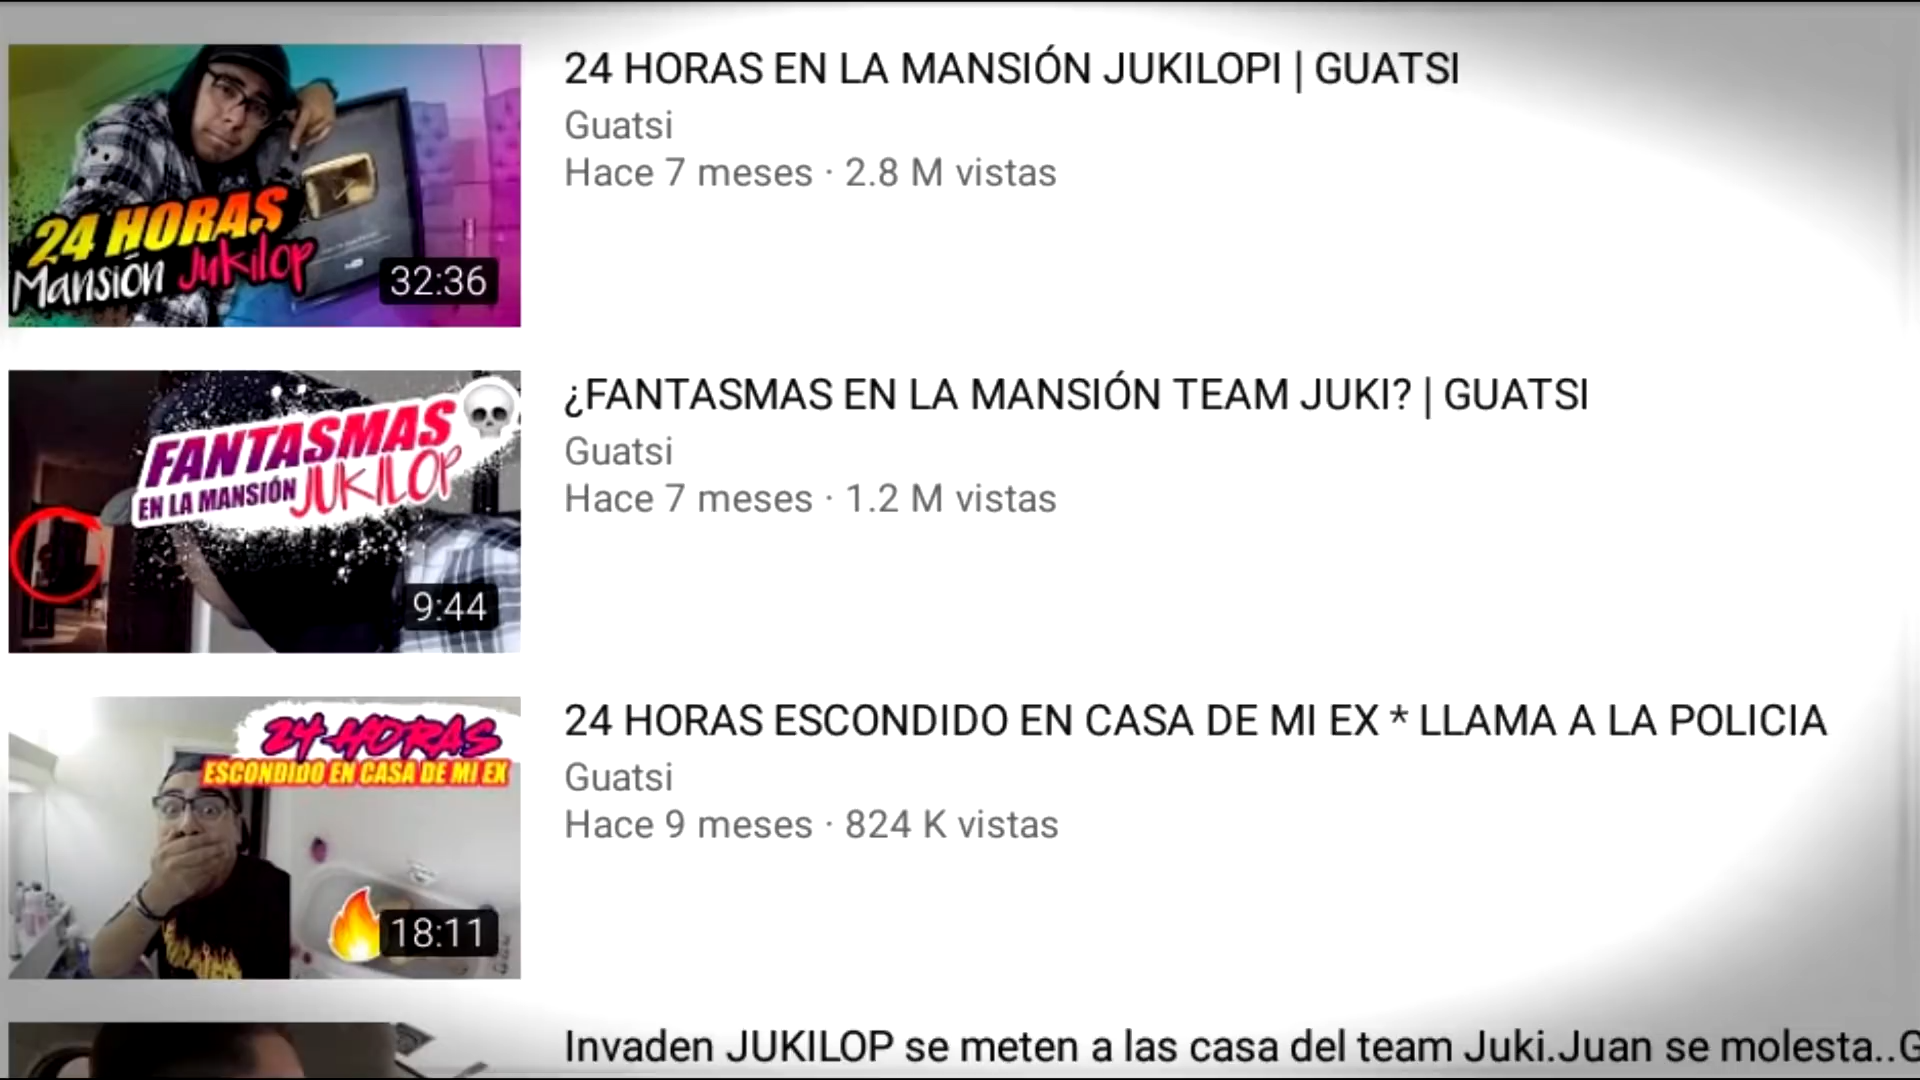 24 HORAS EN LA MANSIÓN JUKILOPI | GUATSI
Guatsi
Hace 7 meses · 2.8 M vistas
24 HORAS
Mansión Jukilop
32:36
¿FANTASMAS EN LA MANSIÓN TEAM JUKI? | GUATSI
Guatsi
Hace 7 meses · 1.2 M vistas
FANTASMAS
EN LA MANSIÓN JUKILOP
9:44
24 HORAS ESCONDIDO EN CASA DE MI EX * LLAMA A LA POLICIA
Guatsi
Hace 9 meses · 824 K vistas
24 HORAS
ESCONDIDO EN CASA DE MI EX
18:11
Invaden JUKILOP se meten a las casa del team Juki.Juan se molesta..G